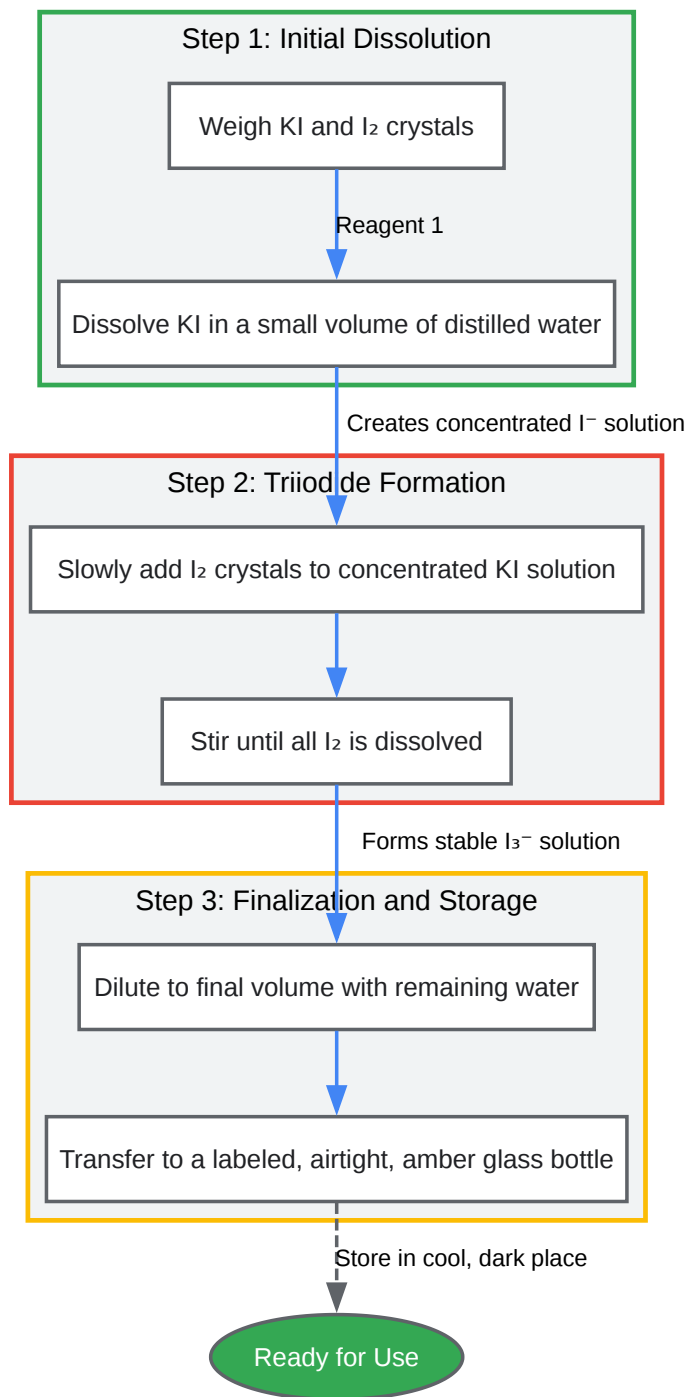 Step 1: Initial Dissolution
Weigh KI and I₂ crystals
Reagent 1
Dissolve KI in a small volume of distilled water
Creates concentrated I⁻ solution
Step 2: Triiodide Formation
Slowly add I₂ crystals to concentrated KI solution
Stir until all I₂ is dissolved
Forms stable I₃⁻ solution
Step 3: Finalization and Storage
Dilute to final volume with remaining water
Transfer to a labeled, airtight, amber glass bottle
Store in cool, dark place
Ready for Use